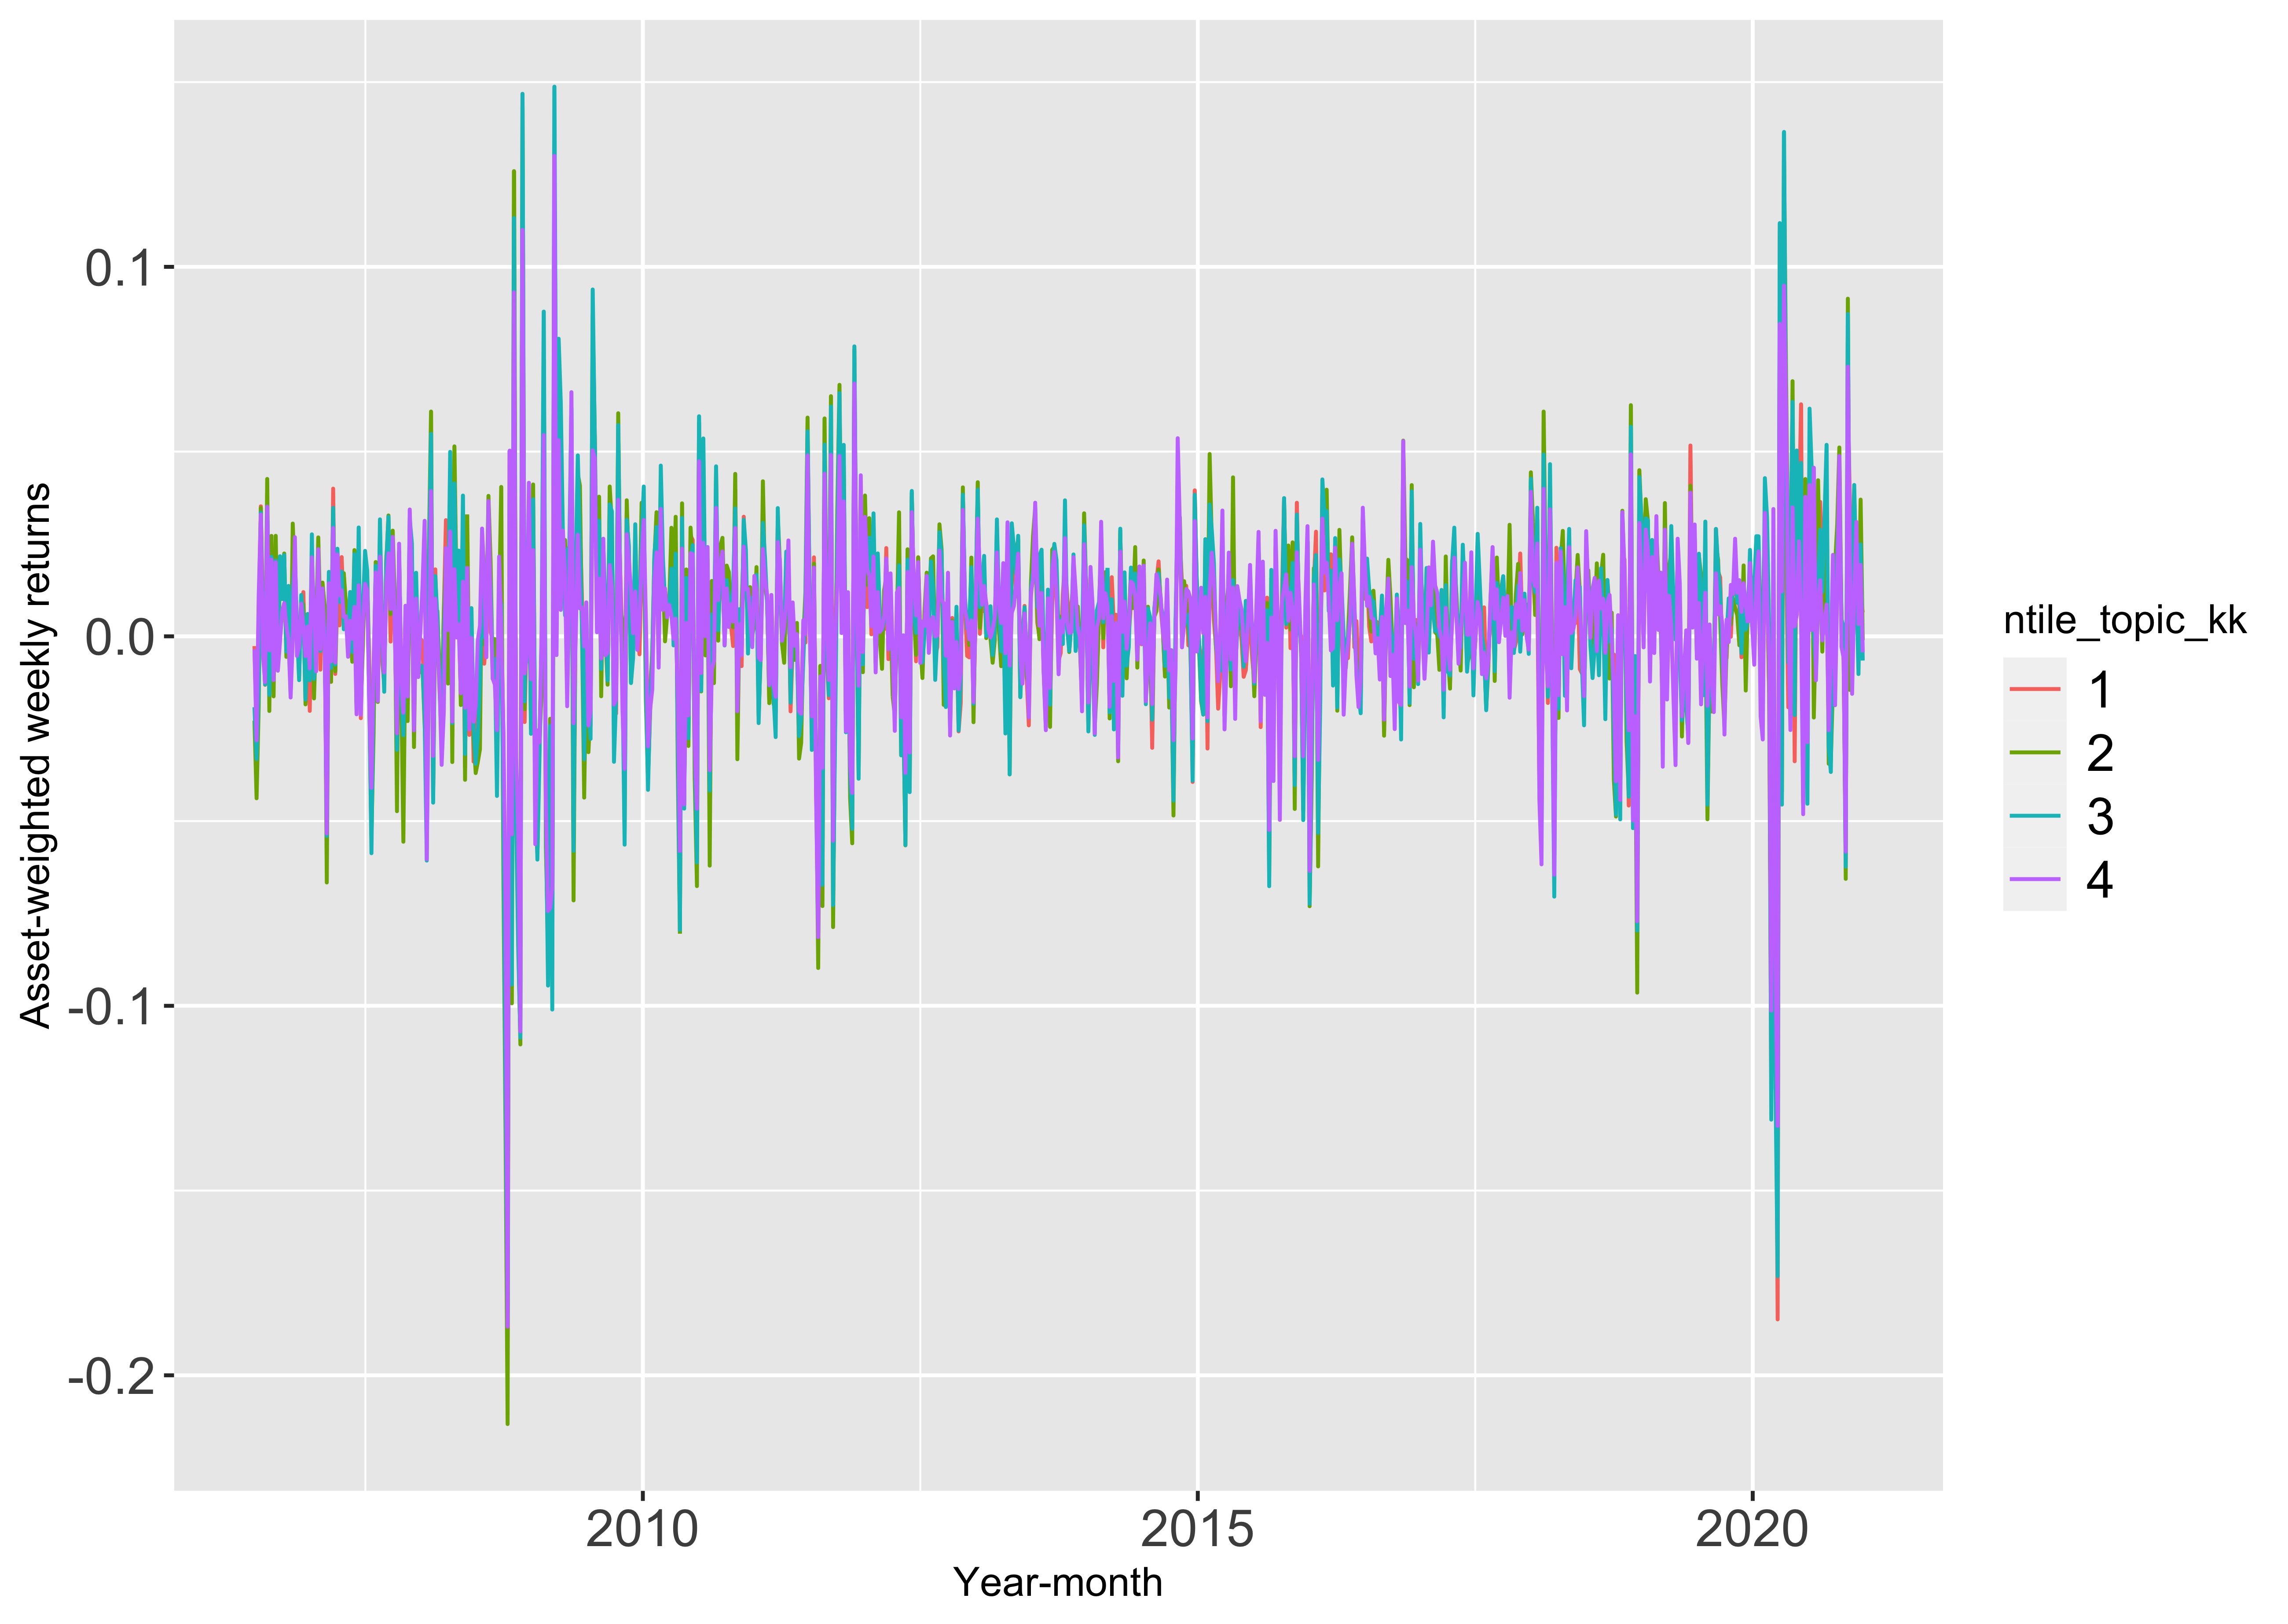 Asset-weighted weekly returns
0.1
0.0
-0.1
-0.2
2010 2015 2020
Year-month
ntile_topic_kk
1
2
3
4